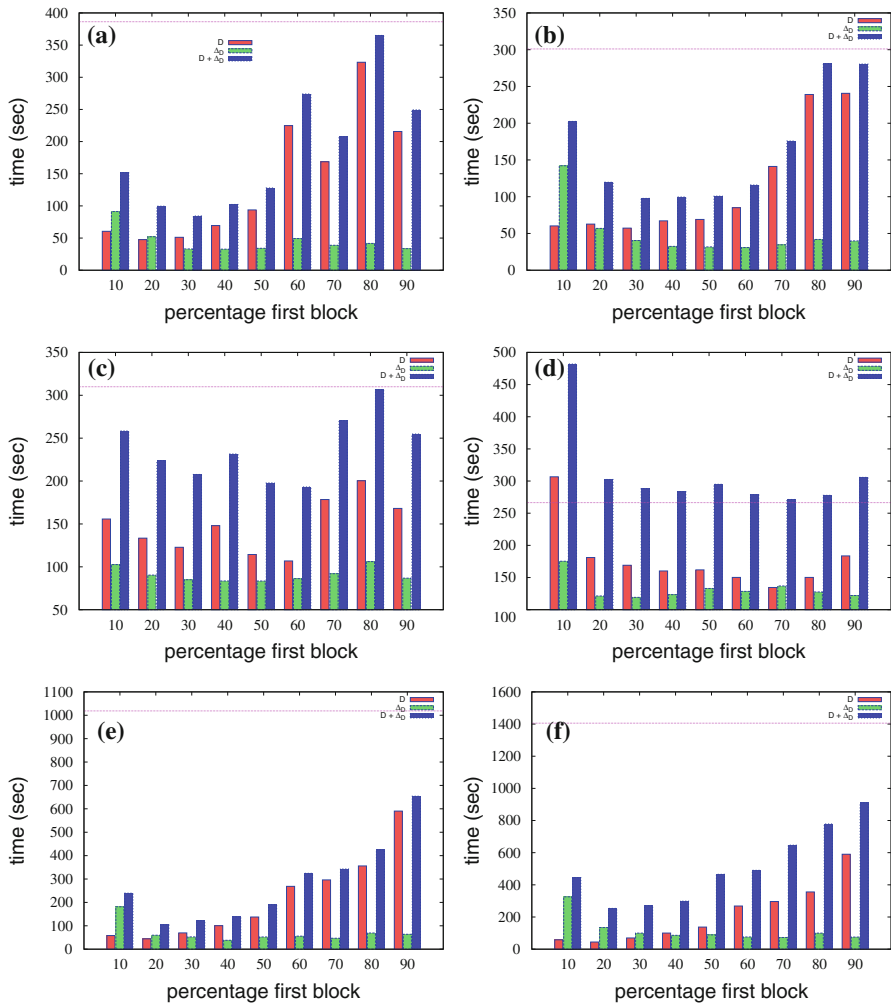 (a)
D
Δ_D
D + Δ_D
time (sec)
400
350
300
250
200
150
100
50
0
10 20 30 40 50 60 70 80 90
percentage first block
(b)
D
Δ_D
D + Δ_D
time (sec)
350
300
250
200
150
100
50
0
10 20 30 40 50 60 70 80 90
percentage first block
(c)
D
Δ_D
D + Δ_D
time (sec)
350
300
250
200
150
100
50
10 20 30 40 50 60 70 80 90
percentage first block
(d)
D
Δ_D
D + Δ_D
time (sec)
500
450
400
350
300
250
200
150
100
10 20 30 40 50 60 70 80 90
percentage first block
(e)
D
Δ_D
D + Δ_D
time (sec)
1100
1000
900
800
700
600
500
400
300
200
100
0
10 20 30 40 50 60 70 80 90
percentage first block
(f)
D
Δ_D
D + Δ_D
time (sec)
1600
1400
1200
1000
800
600
400
200
0
10 20 30 40 50 60 70 80 90
percentage first block